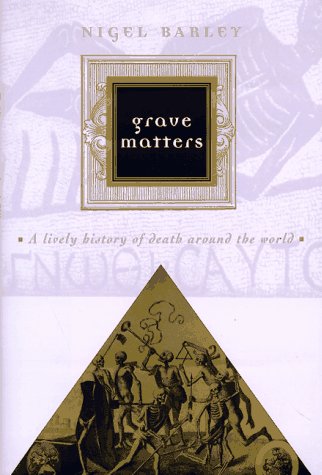 NIGEL BARLEY
grave
matters
▪ A lively history of death around the world ▪